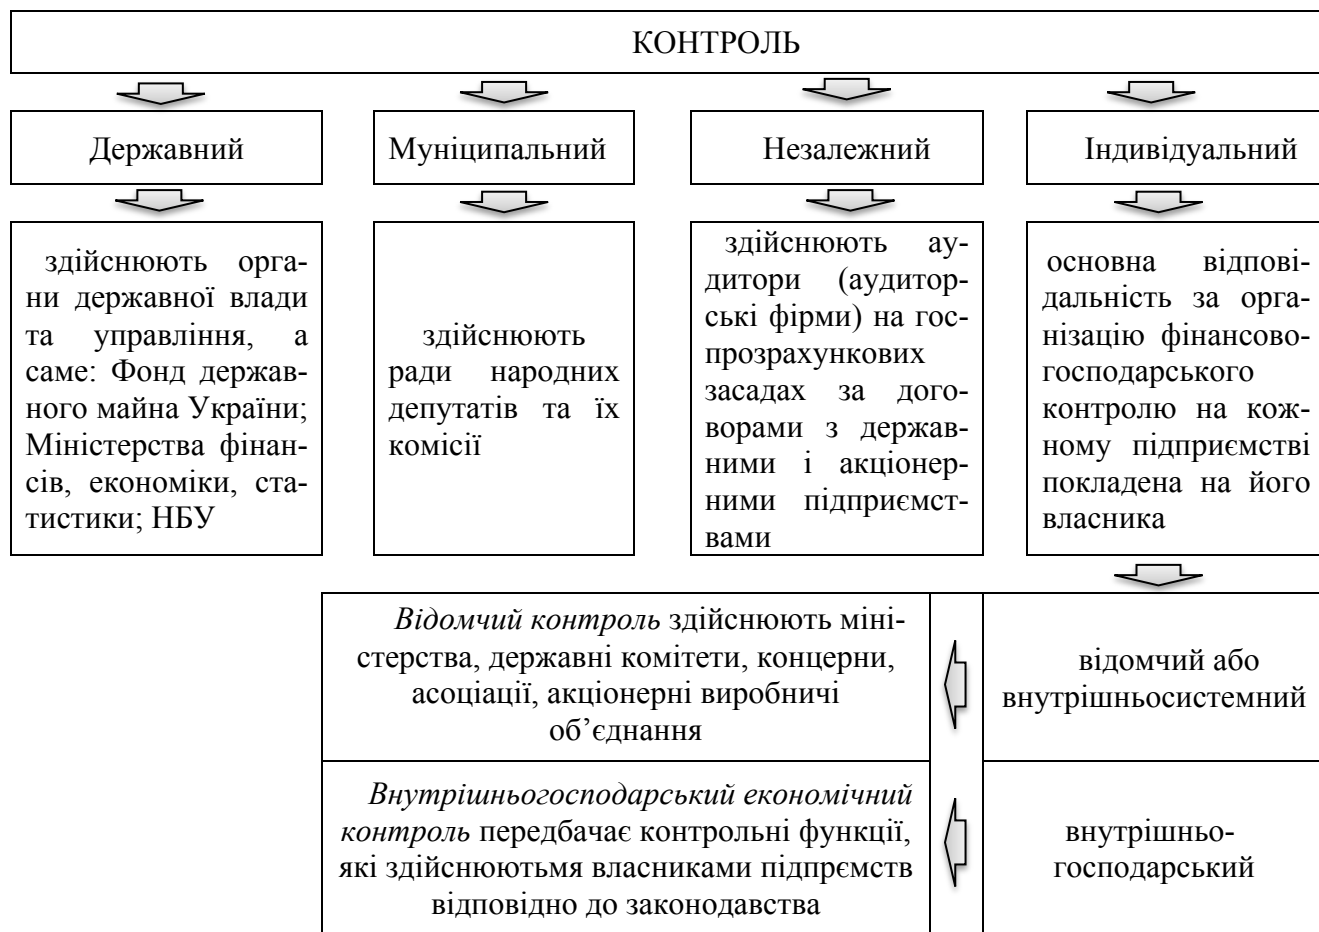 КОНТРОЛЬ
Державний
Муніципальний
Незалежний
Індивідуальний
здійснюють орга-
ни державної влади
та управління, а
саме: Фонд держав-
ного майна України;
Міністерства фінан-
сів, економіки, ста-
тистики; НБУ
здійснюють
ради народних
депутатів та їх
комісії
здійснюють ау-
дитори (аудитор-
ські фірми) на гос-
прозрахункових
засадах за дого-
ворами з держав-
ними і акціонер-
ними підприємст-
вами
основна відпові-
дальність за орга-
нізацію фінансово-
господарського
контролю на кож-
ному підприємстві
покладена на його
власника
Відомчий контроль здійснюють міні-
стерства, державні комітети, концерни,
асоціації, акціонерні виробничі
об’єднання
відомчий або
внутрішньосистемний
Внутрішньогосподарський економічний
контроль передбачає контрольні функції,
які здійснюютьмя власниками підпрємств
відповідно до законодавства
внутрішньо-
господарський